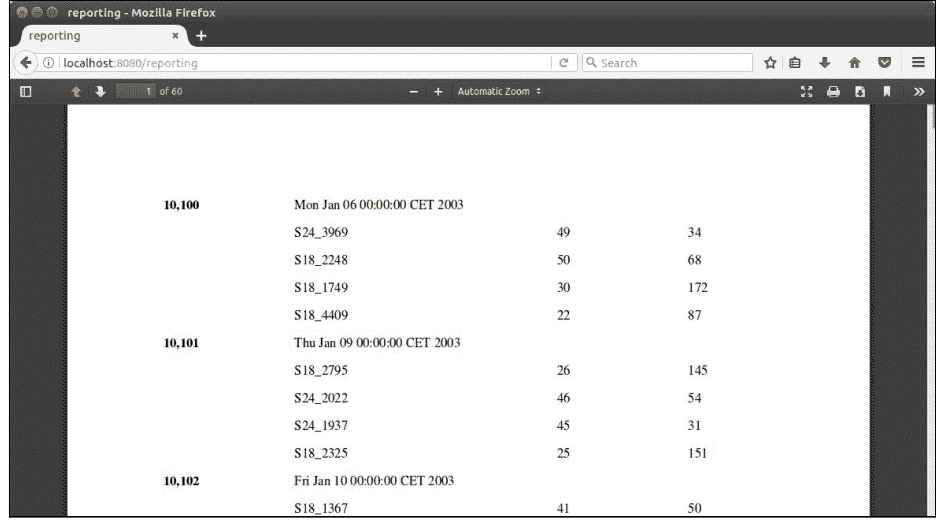 reporting - Mozilla Firefox
reporting × +
localhost:8080/reporting Search
1 of 60 − + Automatic Zoom
10,100 Mon Jan 06 00:00:00 CET 2003
S24_3969 49 34
S18_2248 50 68
S18_1749 30 172
S18_4409 22 87
10,101 Thu Jan 09 00:00:00 CET 2003
S18_2795 26 145
S24_2022 46 54
S24_1937 45 31
S18_2325 25 151
10,102 Fri Jan 10 00:00:00 CET 2003
S18_1367 41 50